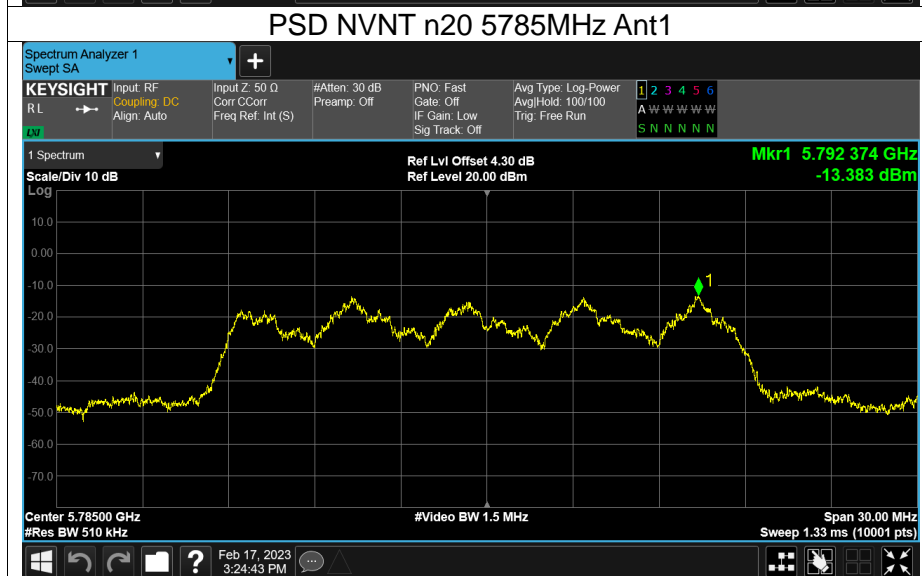 PSD NVNT n20 5785MHz Ant1
Spectrum Analyzer 1
Swept SA
+
KEYSIGHT
RL
LXI
Input: RF
Coupling: DC
Align: Auto
Input Z: 50 Ω
Corr CCorr
Freq Ref: Int (S)
#Atten: 30 dB
Preamp: Off
PNO: Fast
Gate: Off
IF Gain: Low
Sig Track: Off
Avg Type: Log-Power
Avg|Hold: 100/100
Trig: Free Run
1 2 3 4 5 6
A W W W W W
S N N N N N
1 Spectrum
Scale/Div 10 dB
Log
Ref Lvl Offset 4.30 dB
Ref Level 20.00 dBm
Mkr1 5.792 374 GHz
-13.383 dBm
10.0
0.00
-10.0
-20.0
-30.0
-40.0
-50.0
-60.0
-70.0
1
Center 5.78500 GHz
#Res BW 510 kHz
#Video BW 1.5 MHz
Span 30.00 MHz
Sweep 1.33 ms (10001 pts)
?
Feb 17, 2023
3:24:43 PM